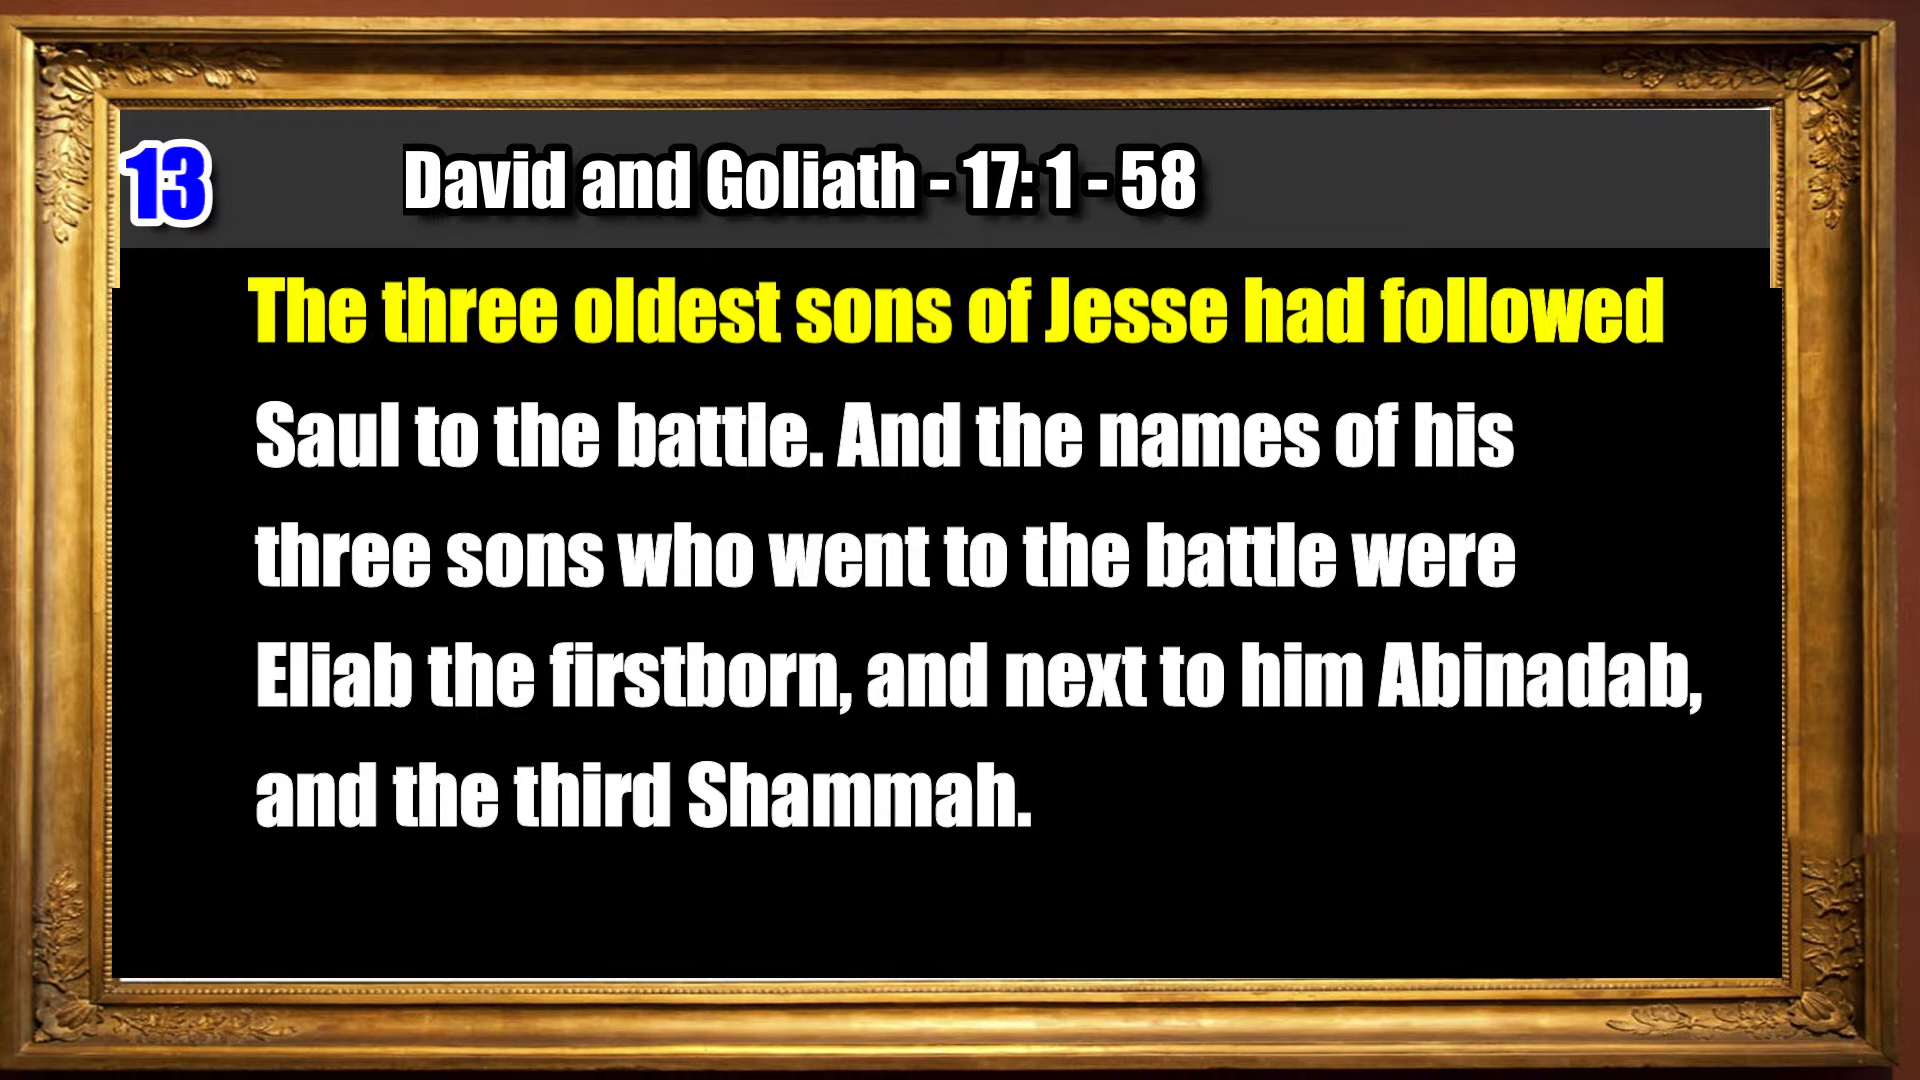 13
David and Goliath - 17: 1 - 58
The three oldest sons of Jesse had followed
Saul to the battle. And the names of his
three sons who went to the battle were
Eliab the firstborn, and next to him Abinadab,
and the third Shammah.